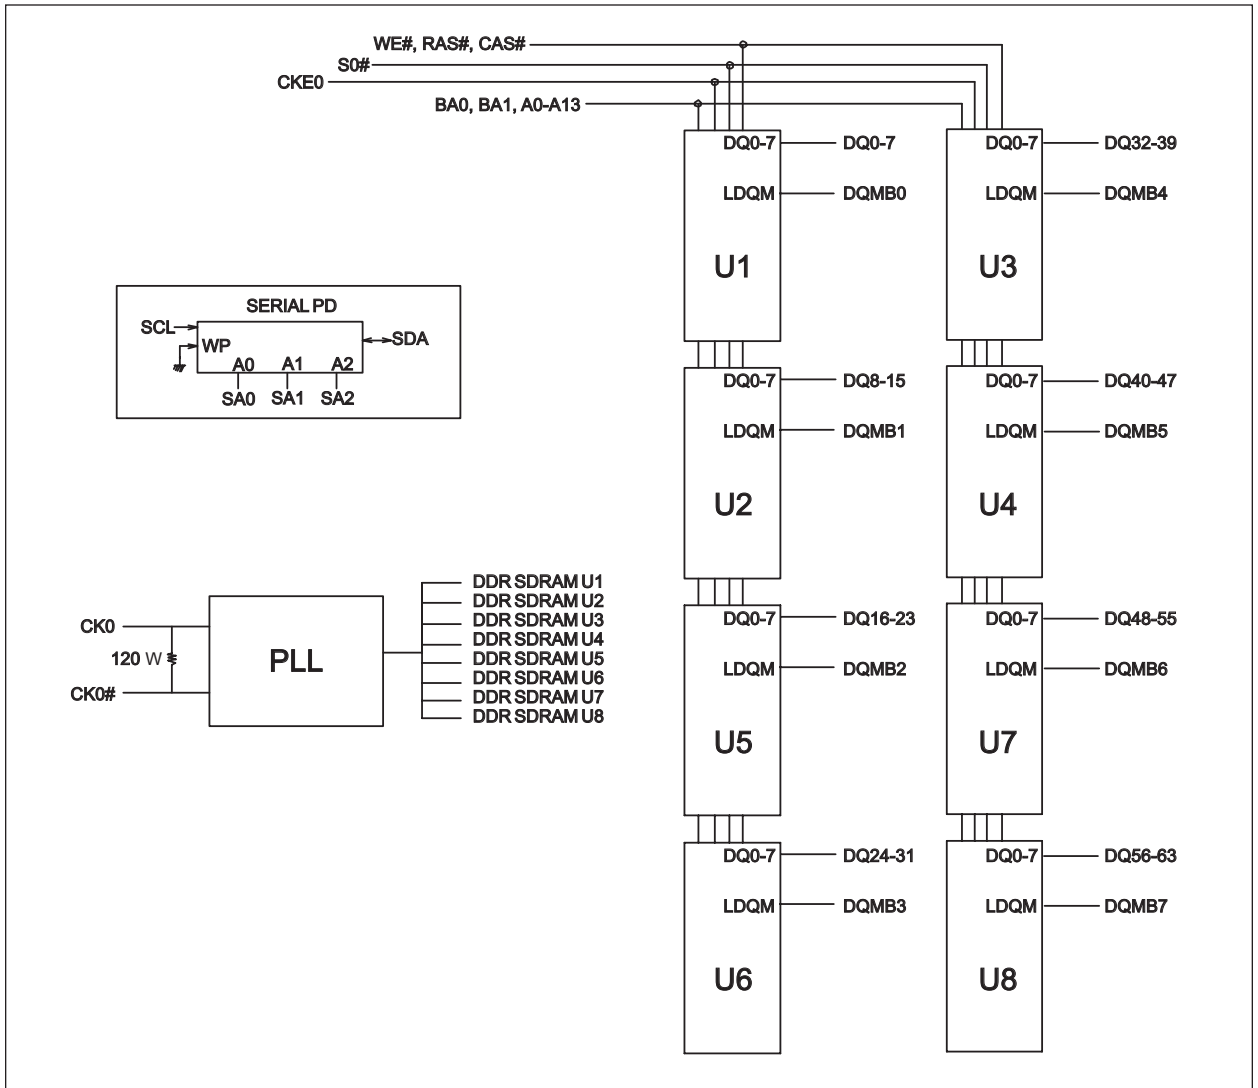 WE#, RAS#, CAS#
S0#
CKE0
BA0, BA1, A0-A13
DQ0-7 DQ0-7
LDQM DQMB0
U1
DQ0-7 DQ32-39
LDQM DQMB4
U3
SERIAL PD
SCL
WP
SDA
A0 A1 A2
SA0 SA1 SA2
DQ0-7 DQ8-15
LDQM DQMB1
U2
DQ0-7 DQ40-47
LDQM DQMB5
U4
CK0
120 W
CK0#
PLL
DDR SDRAM U1
DDR SDRAM U2
DDR SDRAM U3
DDR SDRAM U4
DDR SDRAM U5
DDR SDRAM U6
DDR SDRAM U7
DDR SDRAM U8
DQ0-7 DQ16-23
LDQM DQMB2
U5
DQ0-7 DQ48-55
LDQM DQMB6
U7
DQ0-7 DQ24-31
LDQM DQMB3
U6
DQ0-7 DQ56-63
LDQM DQMB7
U8